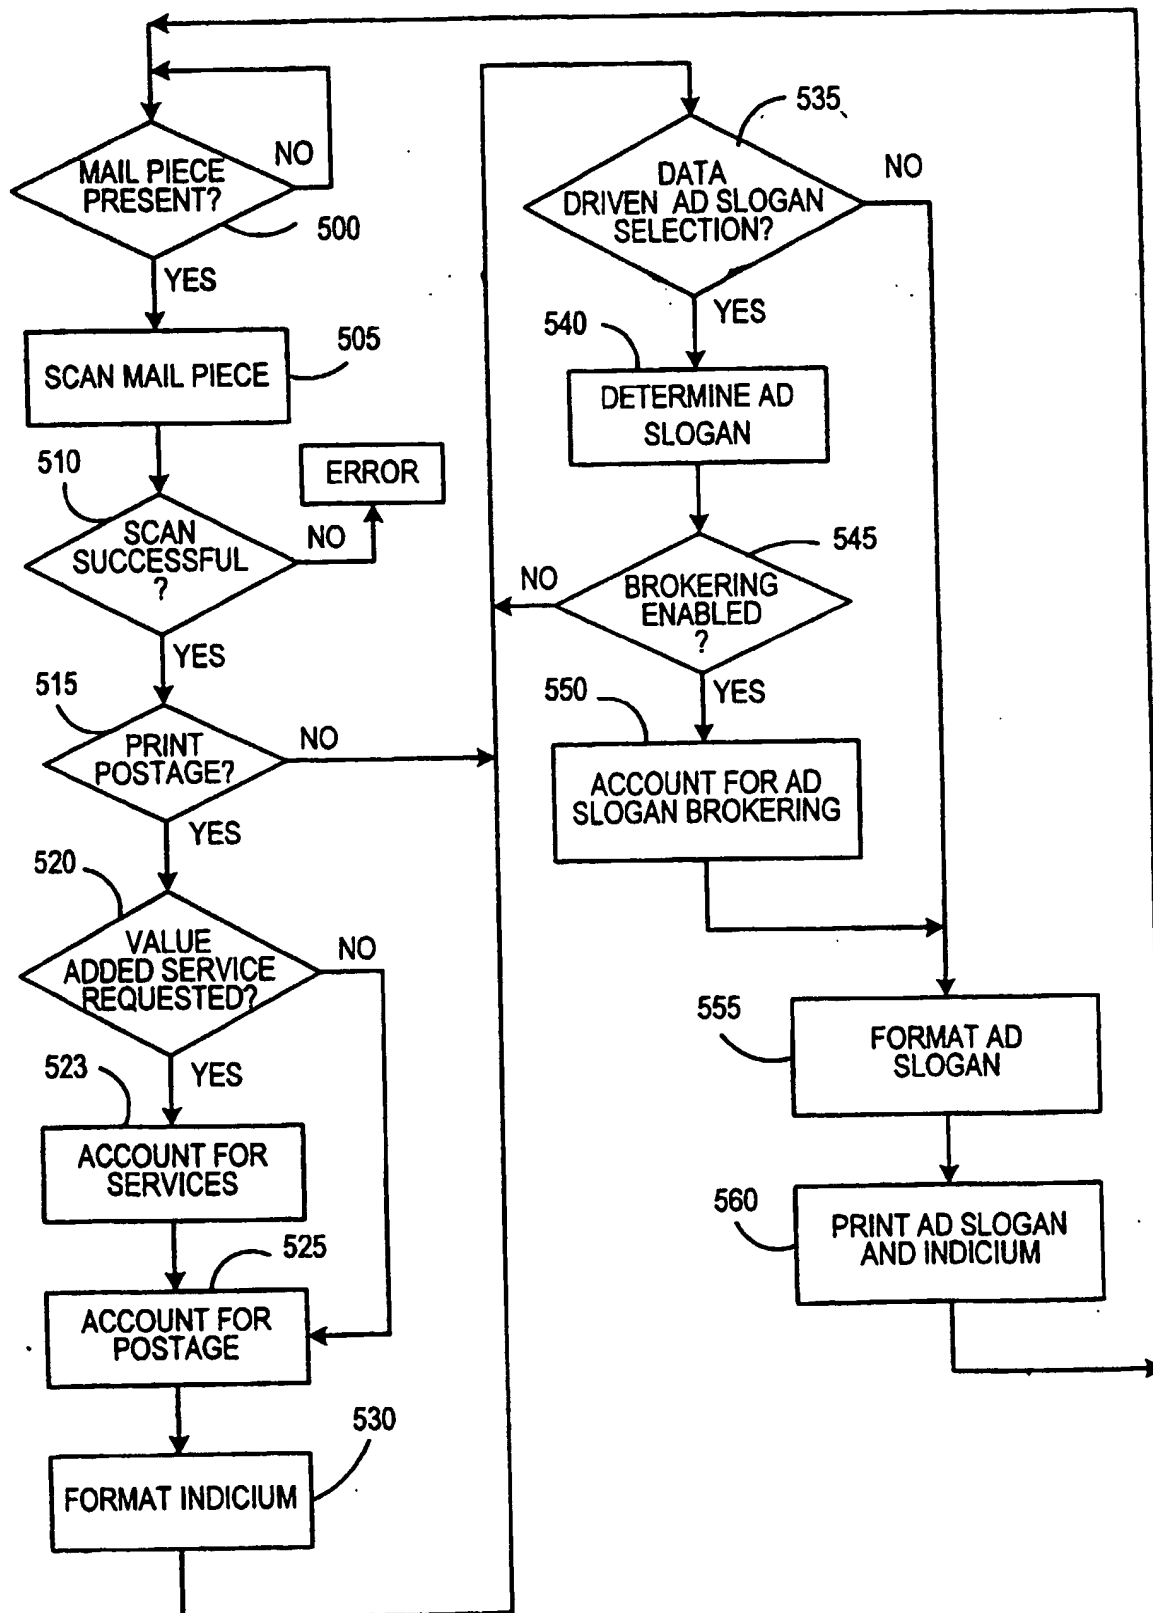 MAIL PIECE
PRESENT?
NO
500
YES
SCAN MAIL PIECE
505
510
SCAN
SUCCESSFUL
?
NO
ERROR
YES
515
PRINT
POSTAGE?
NO
YES
520
VALUE
ADDED SERVICE
REQUESTED?
NO
YES
523
ACCOUNT FOR
SERVICES
525
ACCOUNT FOR
POSTAGE
530
FORMAT INDICIUM
535
DATA
DRIVEN AD SLOGAN
SELECTION?
NO
YES
540
DETERMINE AD
SLOGAN
545
BROKERING
ENABLED
?
NO
YES
550
ACCOUNT FOR AD
SLOGAN BROKERING
555
FORMAT AD
SLOGAN
560
PRINT AD SLOGAN
AND INDICIUM